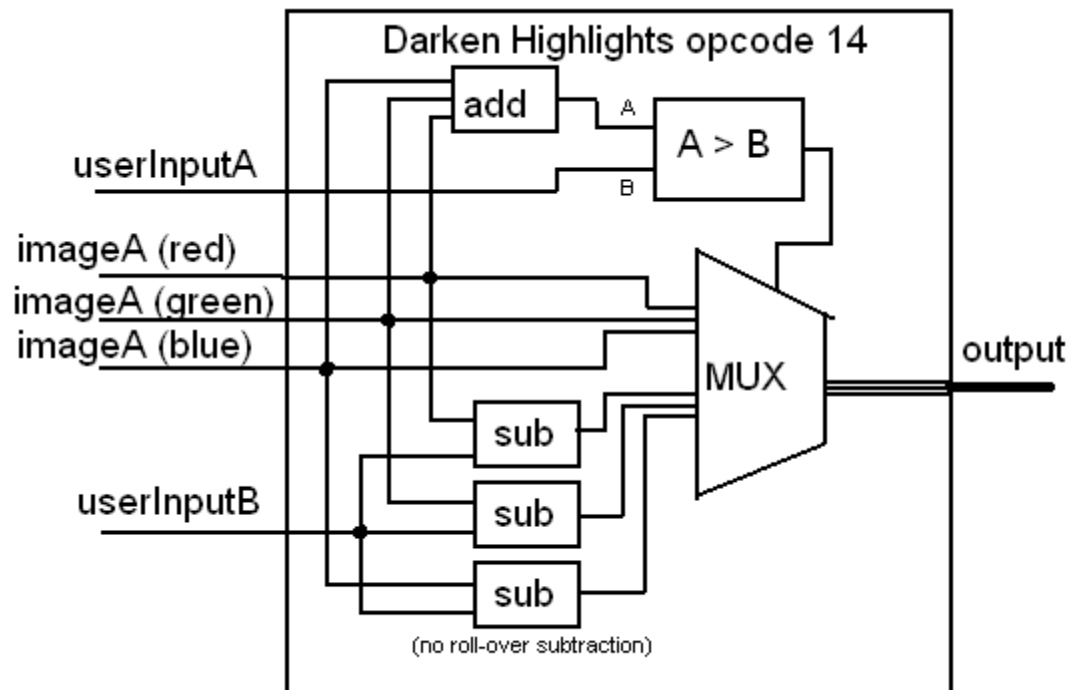 Darken Highlights opcode 14
add
A
A > B
userInputA
B
imageA (red)
imageA (green)
imageA (blue)
output
MUX
sub
userInputB
sub
sub
(no roll-over subtraction)